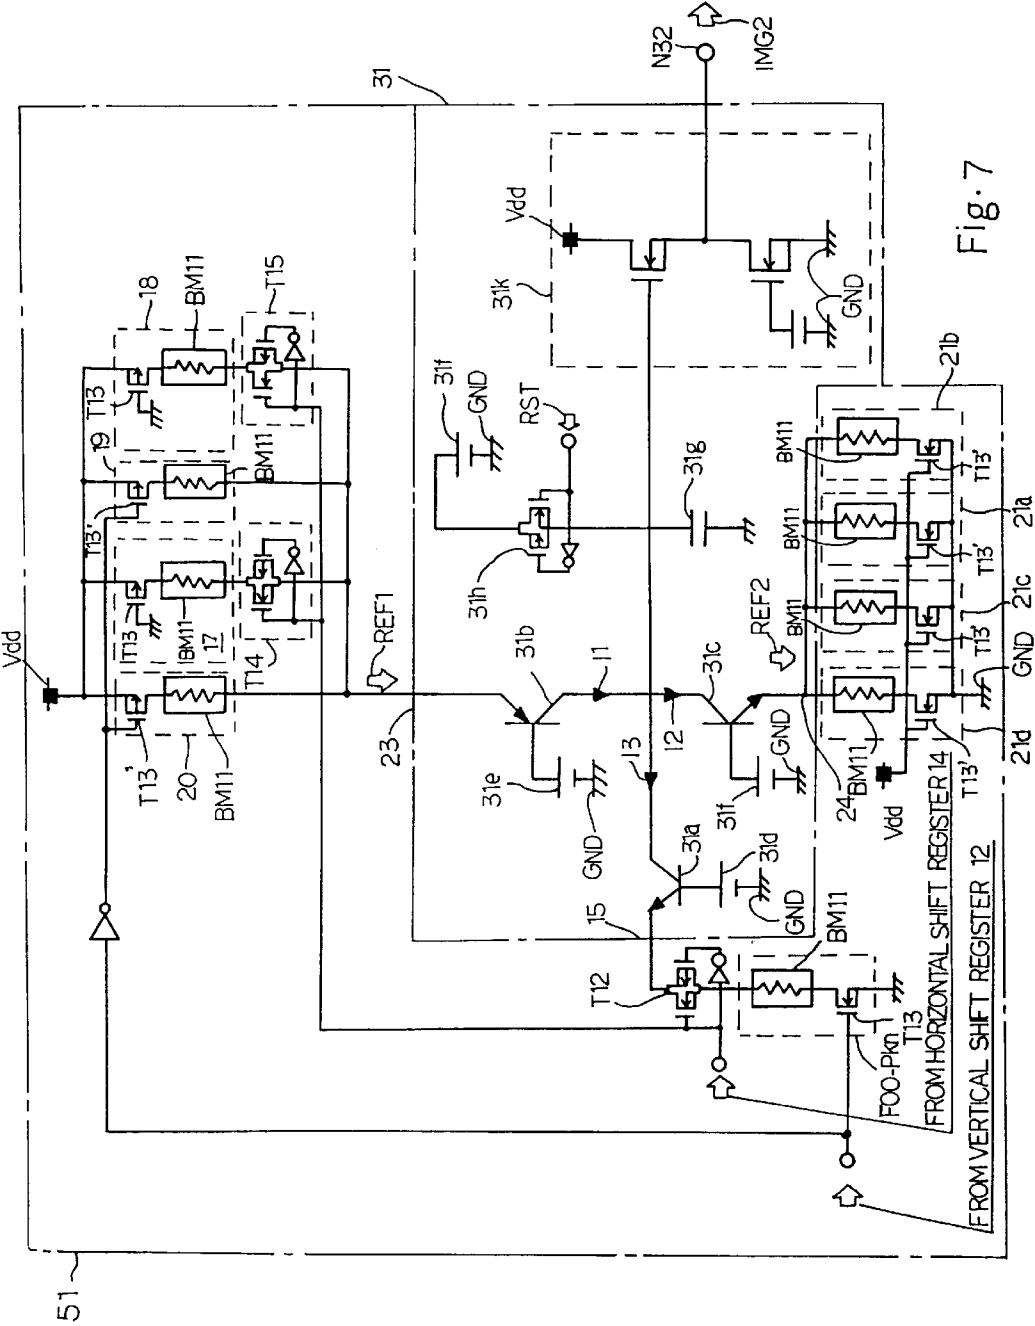 51
Vdd
T13'
20
BM11
T13
BM11
17
T14
T13'
19
BM11
T13
18
BM11
T15
REF1
23
31
31e
GND
31b
I1
I2
I3
31c
31f
GND
31a
31d
GND
15
31h
31f
GND
RST
31g
31k
Vdd
GND
N32
IMG2
REF2
24
BM11
Vdd
T13'
21d
GND
BM11
T13'
21c
BM11
T13'
21a
BM11
T13'
21b
T12
BM11
T13
F00-Pkn
FROM HORIZONTAL SHIFT REGISTER 14
FROM VERTICAL SHIFT REGISTER 12
Fig. 7